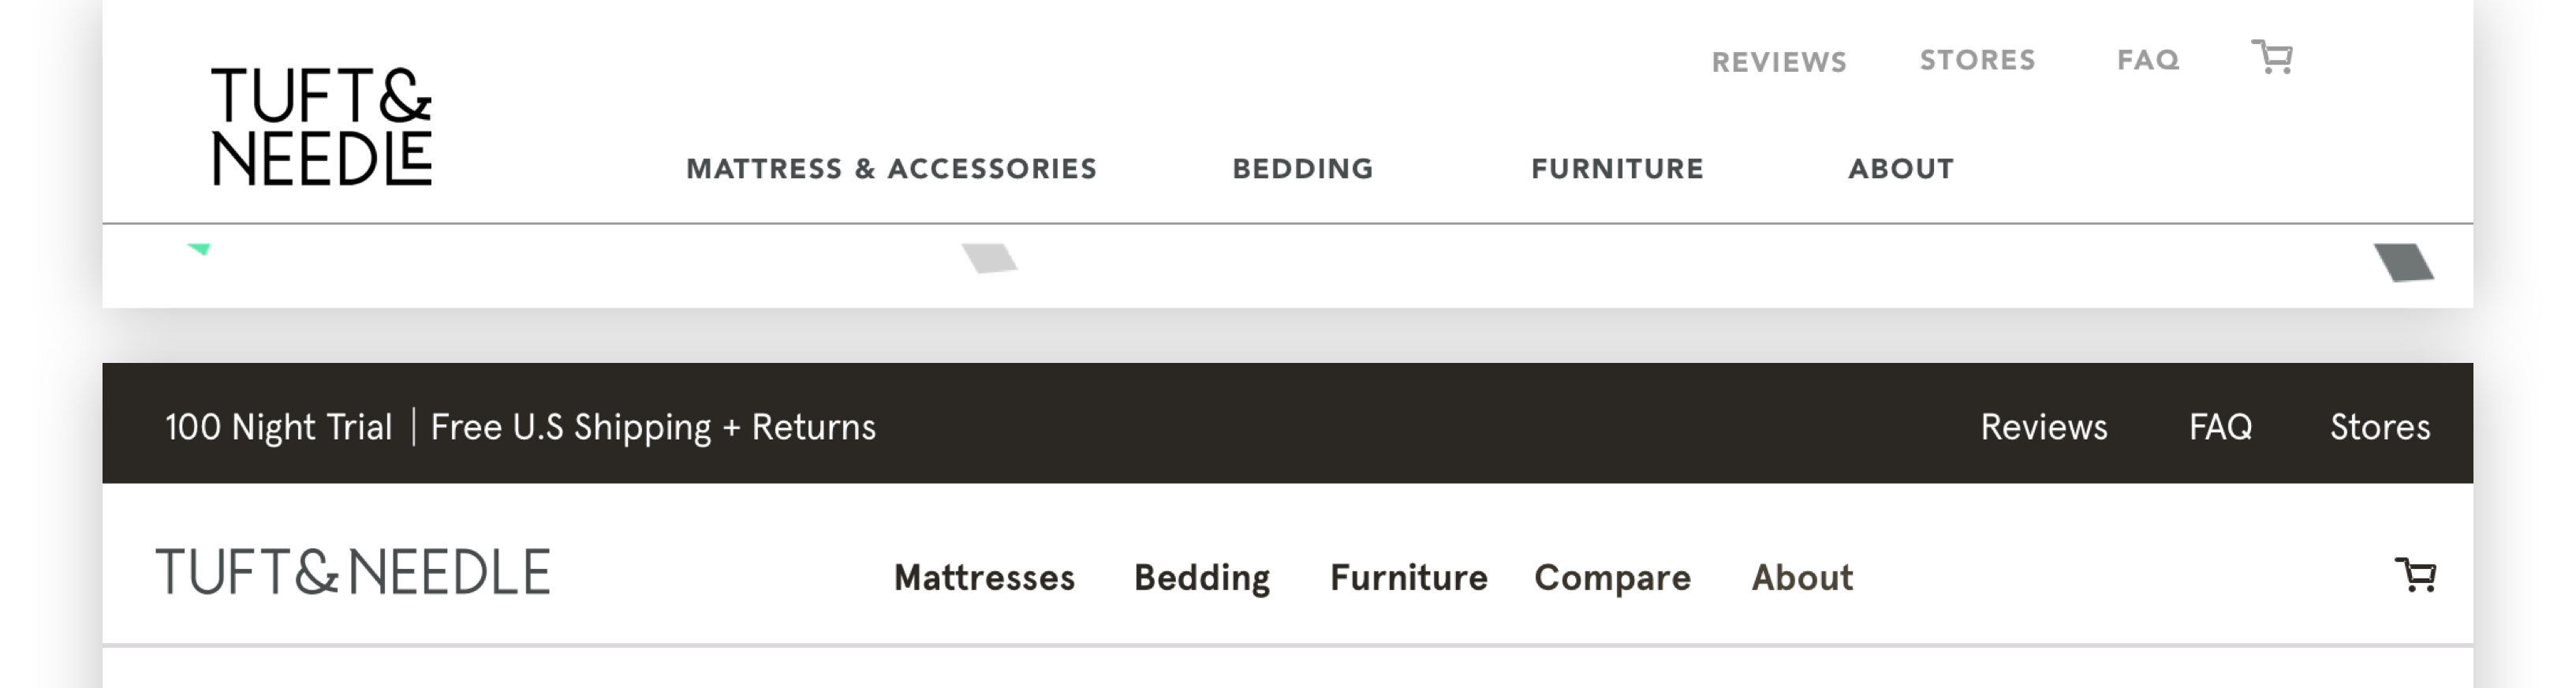 REVIEWS STORES FAQ
TUFT&
NEEDLE
MATTRESS & ACCESSORIES BEDDING FURNITURE ABOUT
100 Night Trial | Free U.S Shipping + Returns Reviews FAQ Stores
TUFT&NEEDLE Mattresses Bedding Furniture Compare About